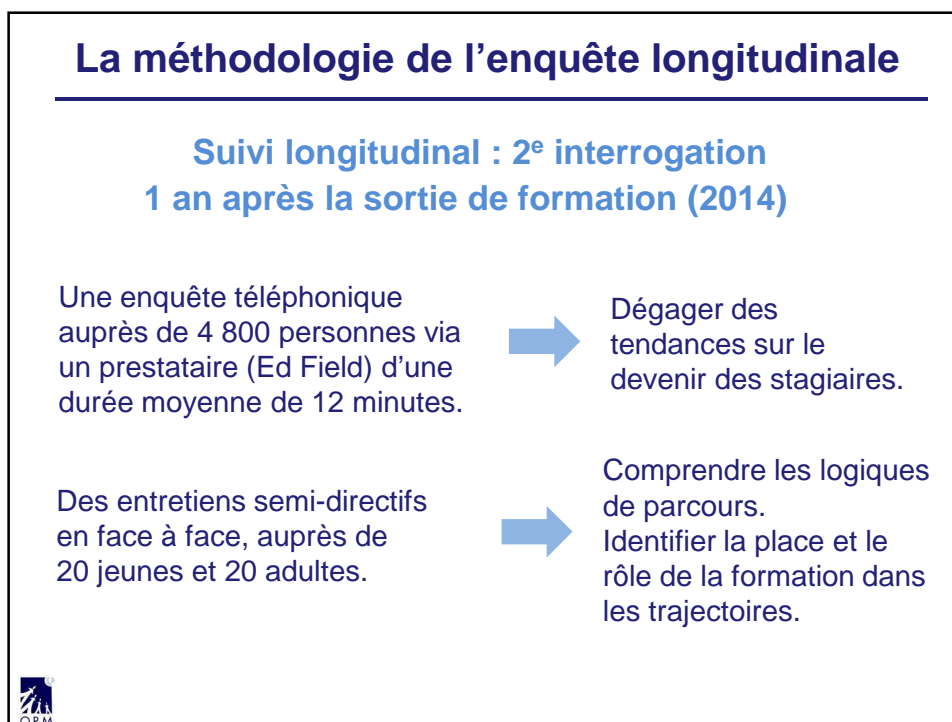 La méthodologie de l’enquête longitudinale
Suivi longitudinal : 2e interrogation
1 an après la sortie de formation (2014)
Une enquête téléphonique
auprès de 4 800 personnes via
un prestataire (Ed Field) d’une
durée moyenne de 12 minutes.
Dégager des
tendances sur le
devenir des stagiaires.
Des entretiens semi-directifs
en face à face, auprès de
20 jeunes et 20 adultes.
Comprendre les logiques
de parcours.
Identifier la place et le
rôle de la formation dans
les trajectoires.
ORM